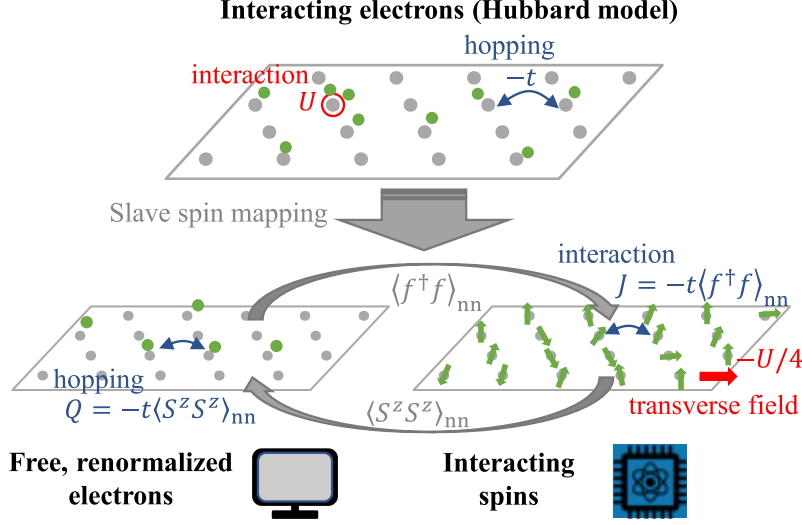 Interacting electrons (Hubbard model)
hopping
interaction
−t
U
Slave spin mapping
interaction
⟨f†f⟩nn
J = −t⟨f†f⟩nn
hopping
−U/4
Q = −t⟨SᶻSᶻ⟩nn
⟨SᶻSᶻ⟩nn
transverse field
Free, renormalized
electrons
Interacting
spins